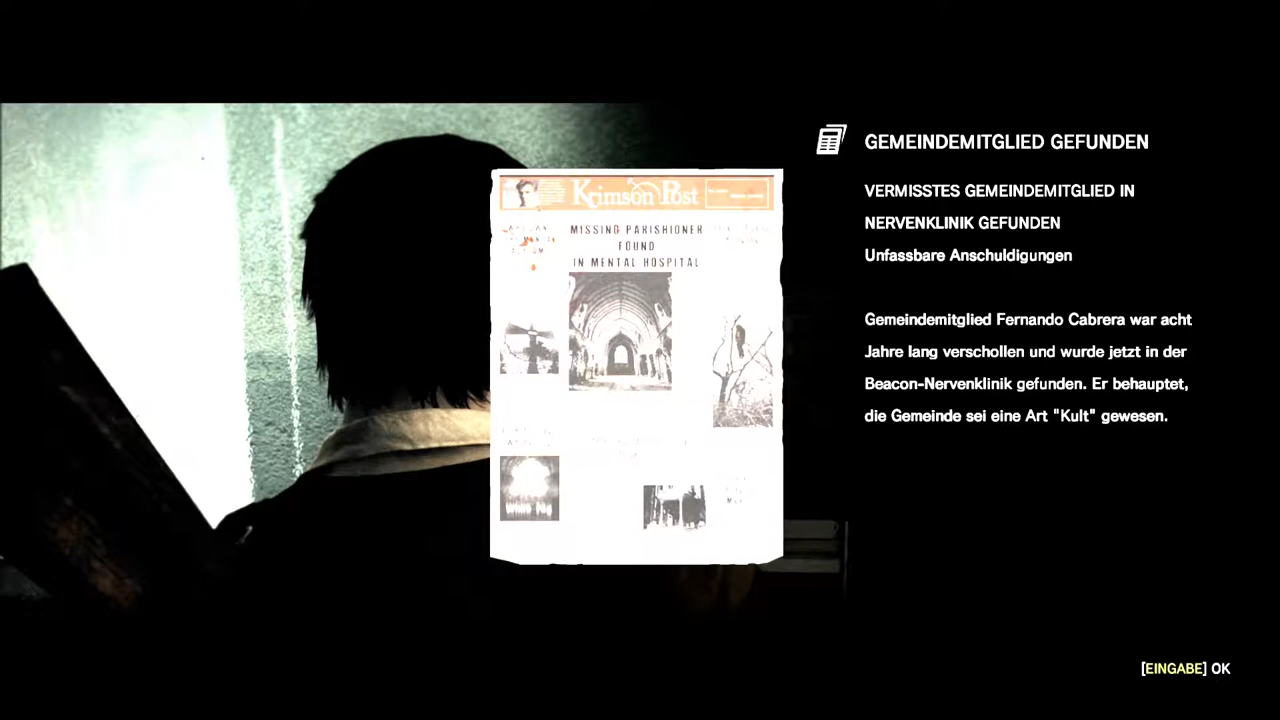 Krimson Post
MISSING PARISHIONER
FOUND
IN MENTAL HOSPITAL
GEMEINDEMITGLIED GEFUNDEN
VERMISSTES GEMEINDEMITGLIED IN
NERVENKLINIK GEFUNDEN
Unfassbare Anschuldigungen
Gemeindemitglied Fernando Cabrera war acht
Jahre lang verschollen und wurde jetzt in der
Beacon-Nervenklinik gefunden. Er behauptet,
die Gemeinde sei eine Art "Kult" gewesen.
[EINGABE] OK